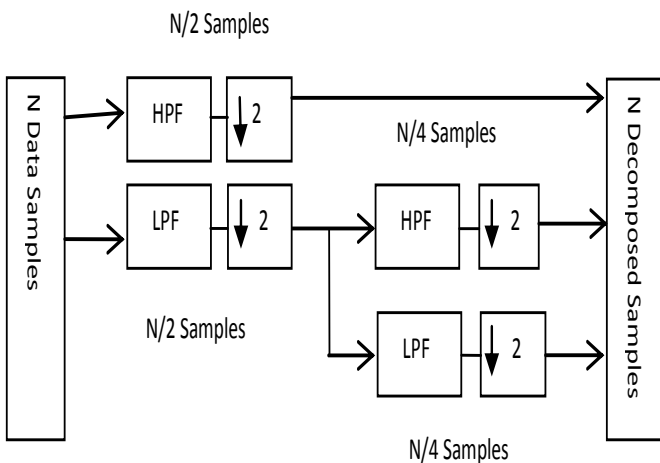 N/2 Samples
N Data Samples
HPF
2
N/4 Samples
LPF
2
HPF
2
N/2 Samples
LPF
2
N/4 Samples
N Decomposed Samples